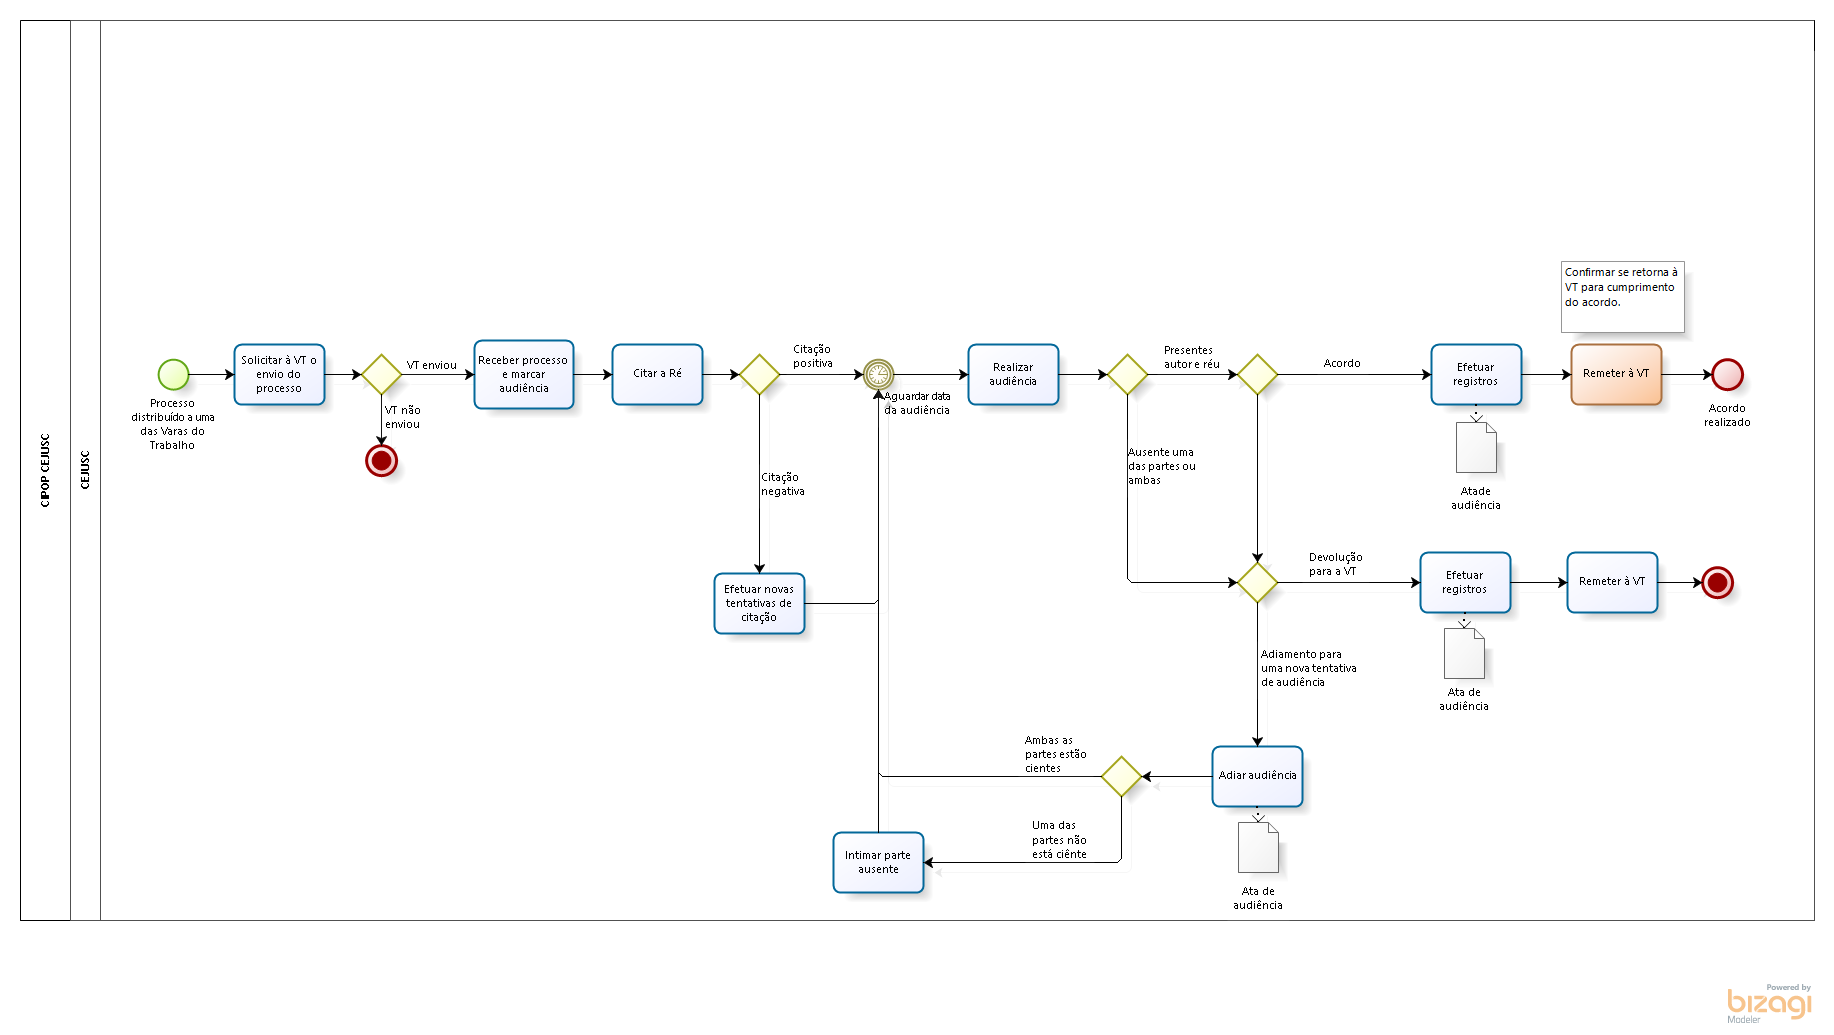 CIPOP CEJUSC
CEJUSC
Processo
distribuído a uma
das Varas do
Trabalho
Solicitar à VT o
envio do
processo
VT enviou
VT não
enviou
Receber processo
e marcar
audiência
Citar a Ré
Citação
positiva
Citação
negativa
Efetuar novas
tentativas de
citação
Aguardar data
da audiência
Realizar
audiência
Presentes
autor e réu
Ausente uma
das partes ou
ambas
Acordo
Efetuar
registros
Atade
audiência
Confirmar se retorna à
VT para cumprimento
do acordo.
Remeter à VT
Acordo
realizado
Devolução
para a VT
Efetuar
registros
Ata de
audiência
Remeter à VT
Adiamento para
uma nova tentativa
de audiência
Adiar audiência
Ata de
audiência
Ambas as
partes estão
cientes
Uma das
partes não
está ciênte
Intimar parte
ausente
Powered by
bizagi
Modeler